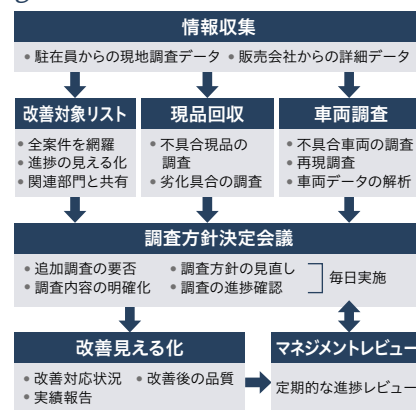 情報収集
• 駐在員からの現地調査データ • 販売会社からの詳細データ
改善対象リスト
• 全案件を網羅
• 進捗の見える化
• 関連部門と共有
現品回収
• 不具合現品の
調査
• 劣化具合の調査
車両調査
• 不具合車両の調査
• 再現調査
• 車両データの解析
調査方針決定会議
• 追加調査の要否 • 調査方針の見直し
• 調査内容の明確化 • 調査の進捗確認
毎日実施
改善見える化
• 改善対応状況 • 改善後の品質
• 実績報告
マネジメントレビュー
定期的な進捗レビュー